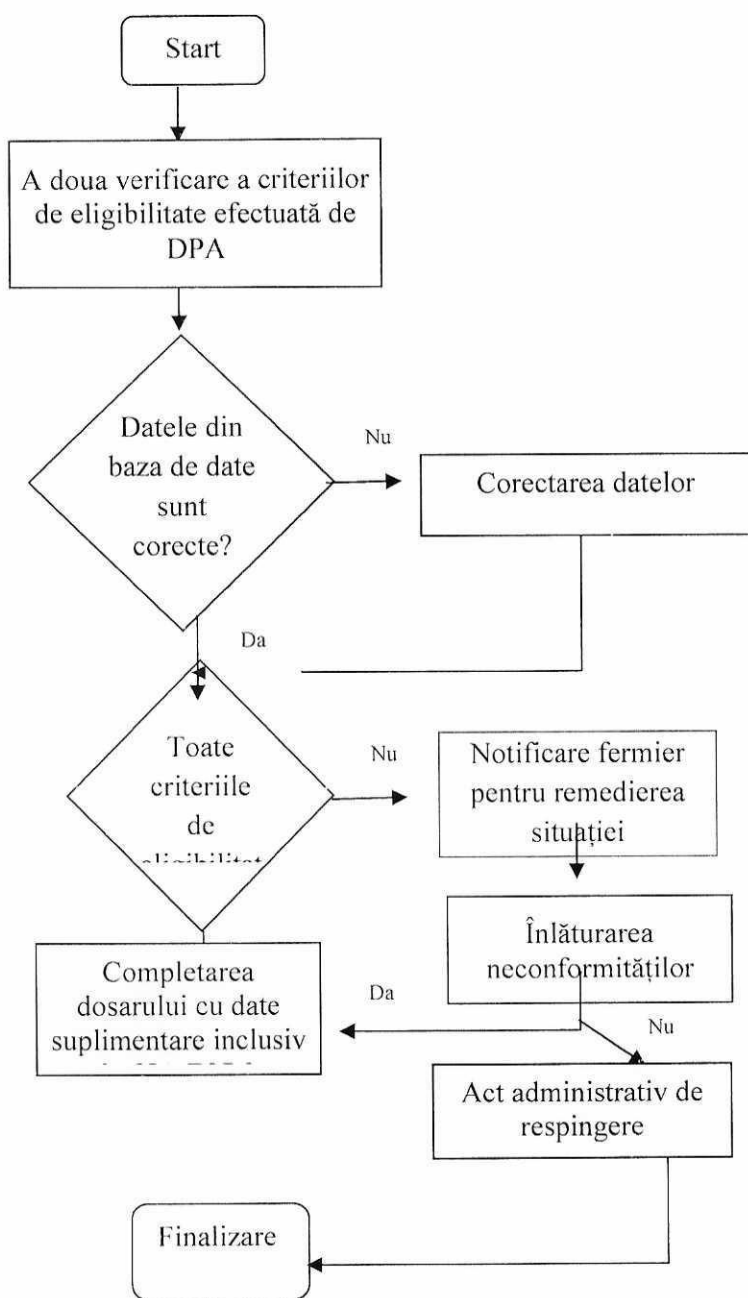 Start
A doua verificare a criteriilor
de eligibilitate efectuată de
DPA
Datele din
baza de date
sunt
corecte?
Nu
Corectarea datelor
Da
Toate
criteriile
de
Nu
Notificare fermier
pentru remedierea
situației
Înlăturarea
neconformităților
Completarea
dosarului cu date
suplimentare inclusiv
Da
Nu
Act administrativ de
respingere
Finalizare